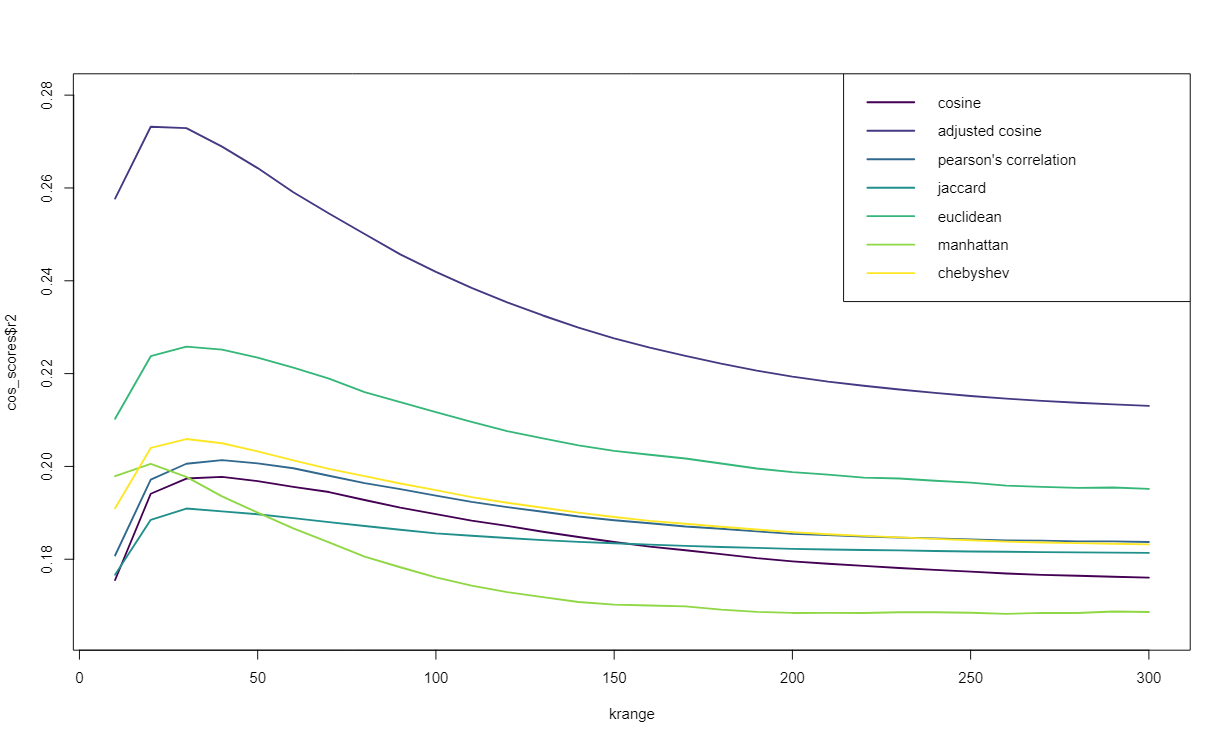 cosine
adjusted cosine
pearson's correlation
jaccard
euclidean
manhattan
chebyshev
cos_scores$r2
0.28
0.26
0.24
0.22
0.20
0.18
0 50 100 150 200 250 300
krange